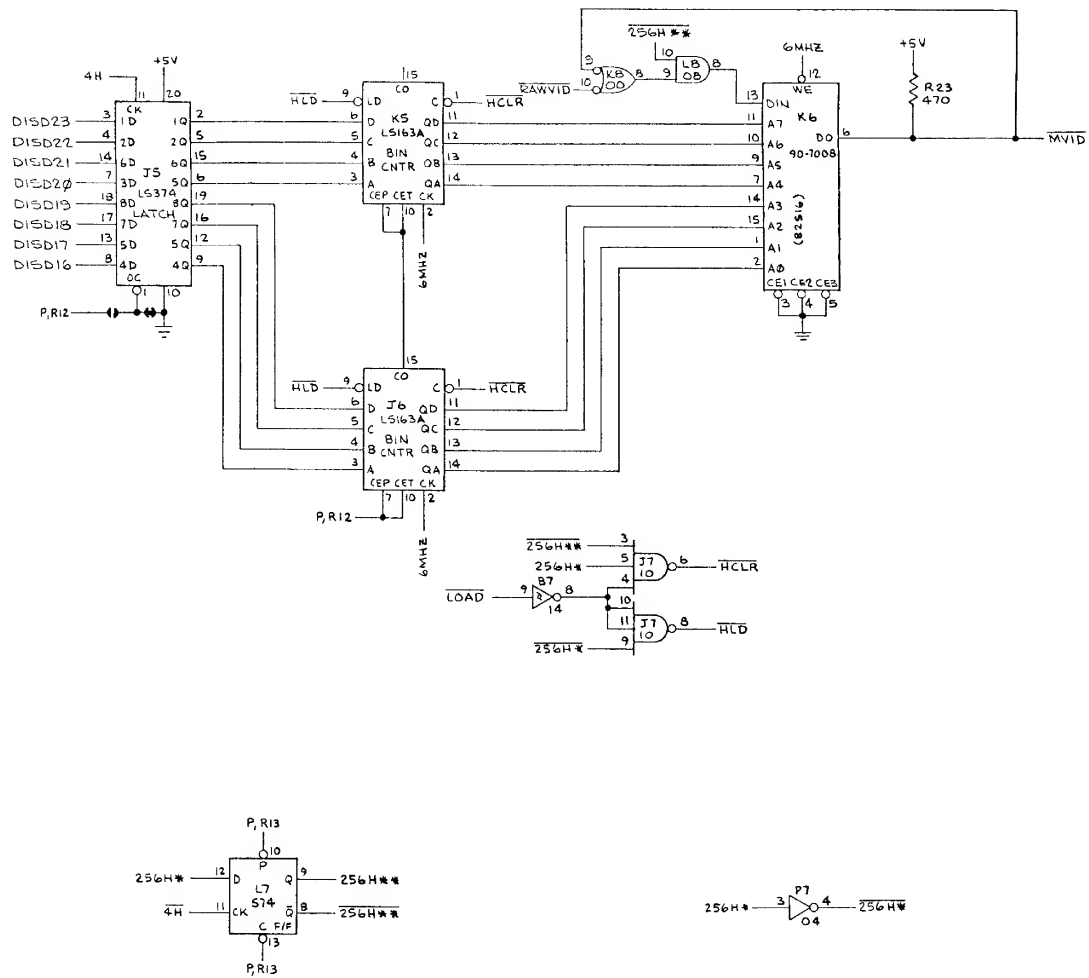 256H**
4H
+5V
11 20
CK
DISD23 3 1D 1Q 2
DISD22 4 2D 2Q 5
DISD21 14 6D 6Q 15
DISD20 7 3D 5Q 6
DISD19 18 8D 8Q 19
DISD18 17 7D 7Q 16
DISD17 13 5D 5Q 12
DISD16 8 4D 4Q 9
J5
LS374
LATCH
OC
1 10
P,R12
15
CO
HLD 9 LD C 1 HCLR
6 D QD 11
5 C QC 12
4 B QB 13
3 A QA 14
K5
LS163A
BIN
CNTR
CEP CET CK
7 10 2
6MHZ
9
RAWVID 10
K8
00
8
10
9
L8
08
8
6MHZ
12
WE
13 DIN
11 A7
10 A6
9 A5
7 A4
14 A3
15 A2
1 A1
2 A0
K6
DO 6
90-7008
(82S16)
CE1 CE2 CE3
3 4 5
+5V
R23
470
MVID
15
CO
HLD 9 LD C 1 HCLR
6 D QD 11
5 C QC 12
4 B QB 13
3 A QA 14
J6
LS163A
BIN
CNTR
CEP CET CK
7 10 2
P,R12
6MHZ
256H** 3
256H* 5
4
J7
10
6 HCLR
LOAD 9 B7 8
14
10
11
9
J7
10
8 HLD
256H*
P,R13
10
P
256H* 12 D Q 9 256H**
L7
S74
4H 11 CK Q 8 256H**
C F/F
13
P,R13
P7
256H* 3 4 256H*
04